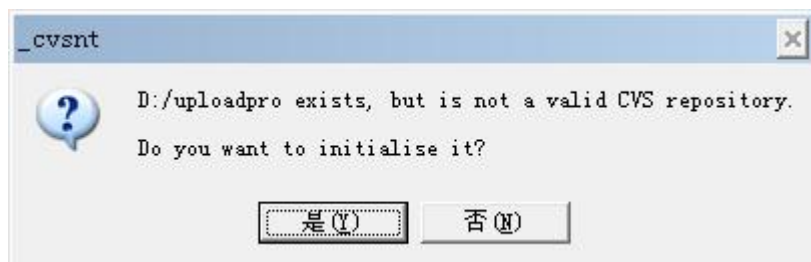 _cvsnt
D:/uploadpro exists, but is not a valid CVS repository.
Do you want to initialise it?
是(Y) 否(N)